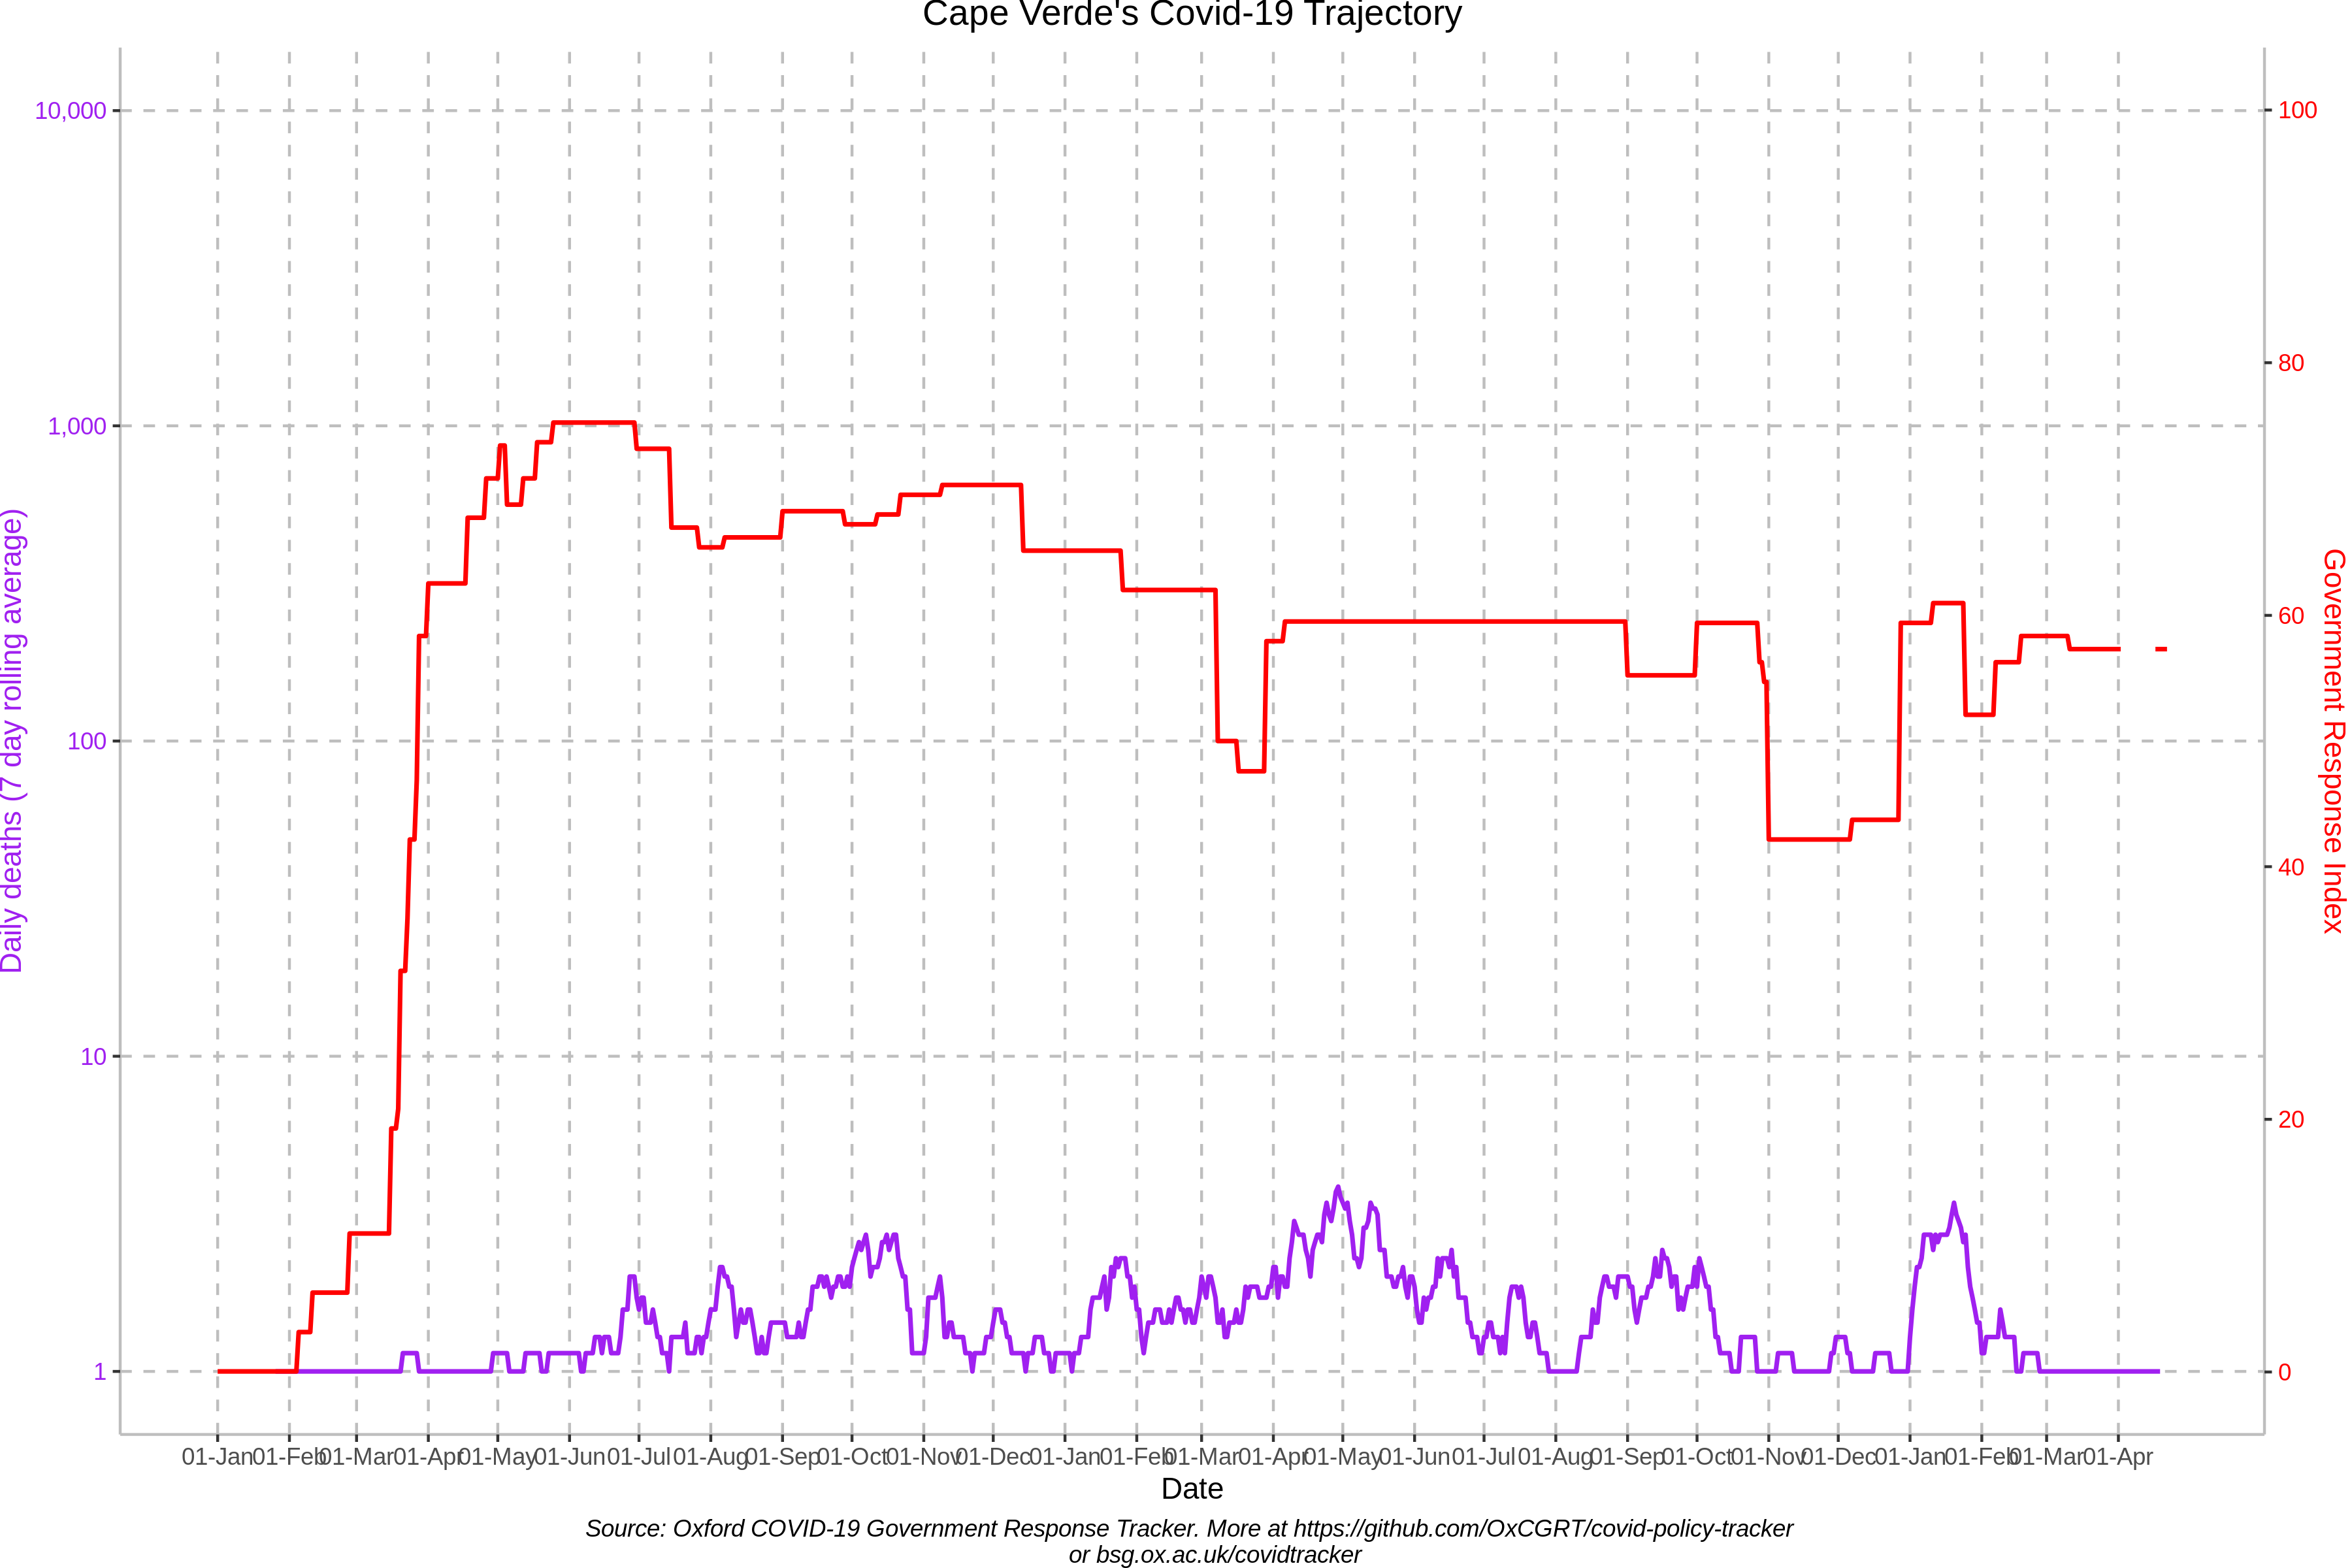 Cape Verde's Covid-19 Trajectory
10,000
1,000
100
10
1
Daily deaths (7 day rolling average)
100
80
60
40
20
0
Government Response Index
01-Jan 01-Feb 01-Mar 01-Apr 01-May 01-Jun 01-Jul 01-Aug 01-Sep 01-Oct 01-Nov 01-Dec 01-Jan 01-Feb 01-Mar 01-Apr 01-May 01-Jun 01-Jul 01-Aug 01-Sep 01-Oct 01-Nov 01-Dec 01-Jan 01-Feb 01-Mar 01-Apr
Date
Source: Oxford COVID-19 Government Response Tracker. More at https://github.com/OxCGRT/covid-policy-tracker
or bsg.ox.ac.uk/covidtracker